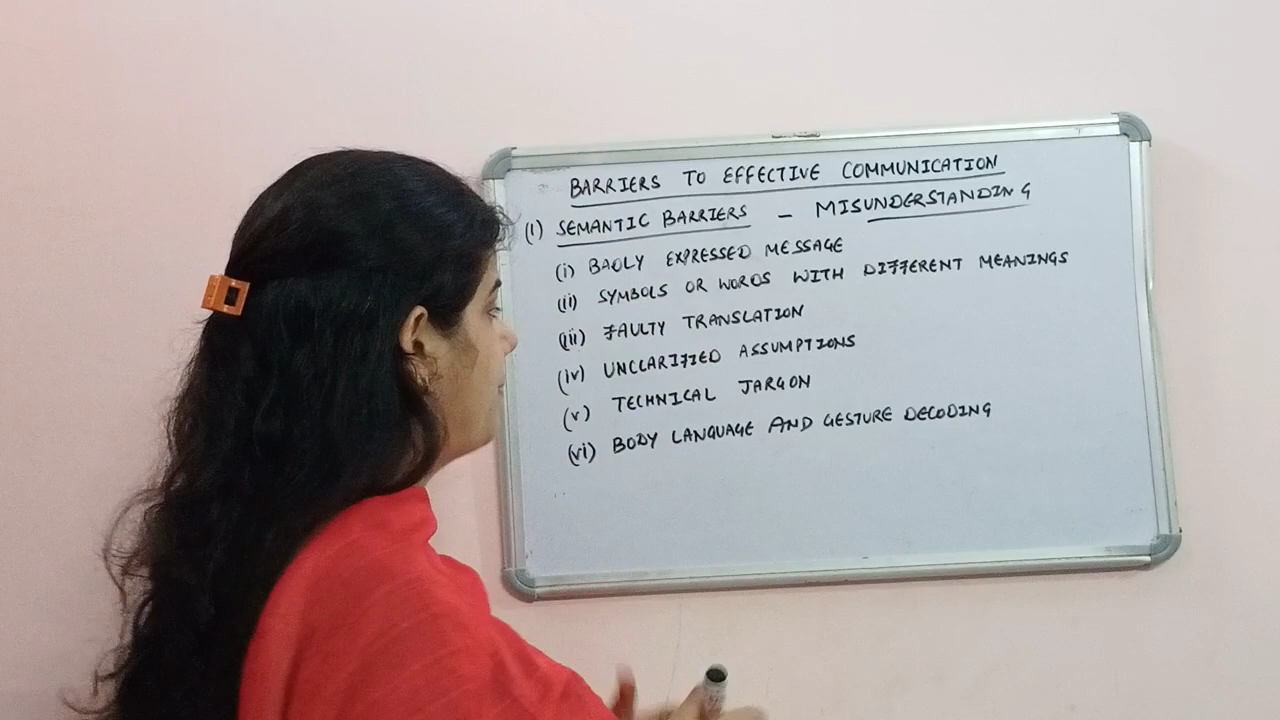 BARRIERS TO EFFECTIVE COMMUNICATION
(1) SEMANTIC BARRIERS - MISUNDERSTANDING
(i) BADLY EXPRESSED MESSAGE
(ii) SYMBOLS OR WORDS WITH DIFFERENT MEANINGS
(iii) FAULTY TRANSLATION
(iv) UNCLARIFIED ASSUMPTIONS
(v) TECHNICAL JARGON
(vi) BODY LANGUAGE AND GESTURE DECODING